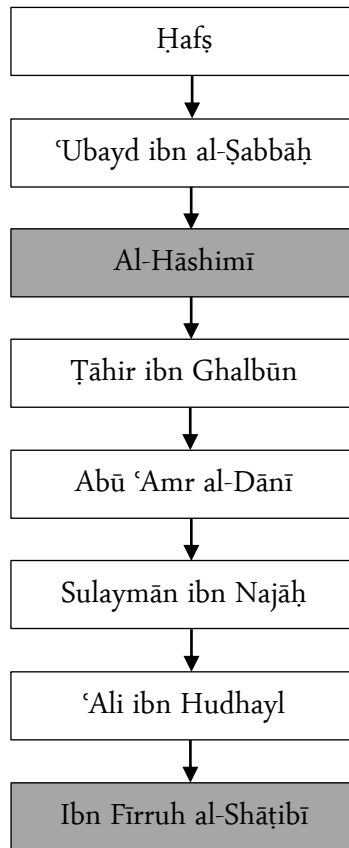 Ḥafṣ
ʿUbayd ibn al-Ṣabbāḥ
Al-Hāshimī
Ṭāhir ibn Ghalbūn
Abū ʿAmr al-Dānī
Sulaymān ibn Najāḥ
ʿAli ibn Hudhayl
Ibn Fīrruh al-Shāṭibī